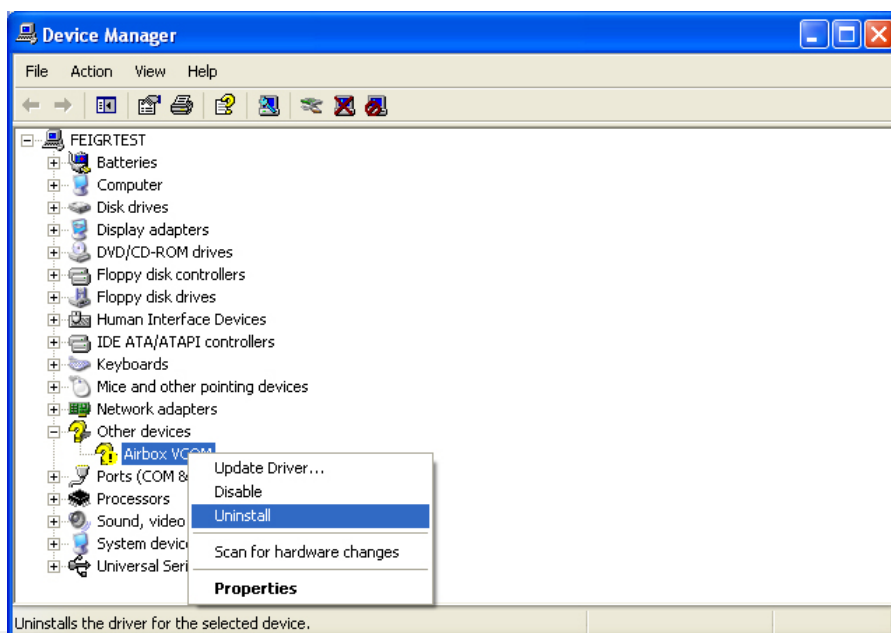 Device Manager
File Action View Help
FEIGRTEST
Batteries
Computer
Disk drives
Display adapters
DVD/CD-ROM drives
Floppy disk controllers
Floppy disk drives
Human Interface Devices
IDE ATA/ATAPI controllers
Keyboards
Mice and other pointing devices
Network adapters
Other devices
Airbox VCOM
Update Driver...
Ports (COM &
Disable
Processors
Uninstall
Sound, video
System devic
Scan for hardware changes
Universal Seri
Properties
Uninstalls the driver for the selected device.